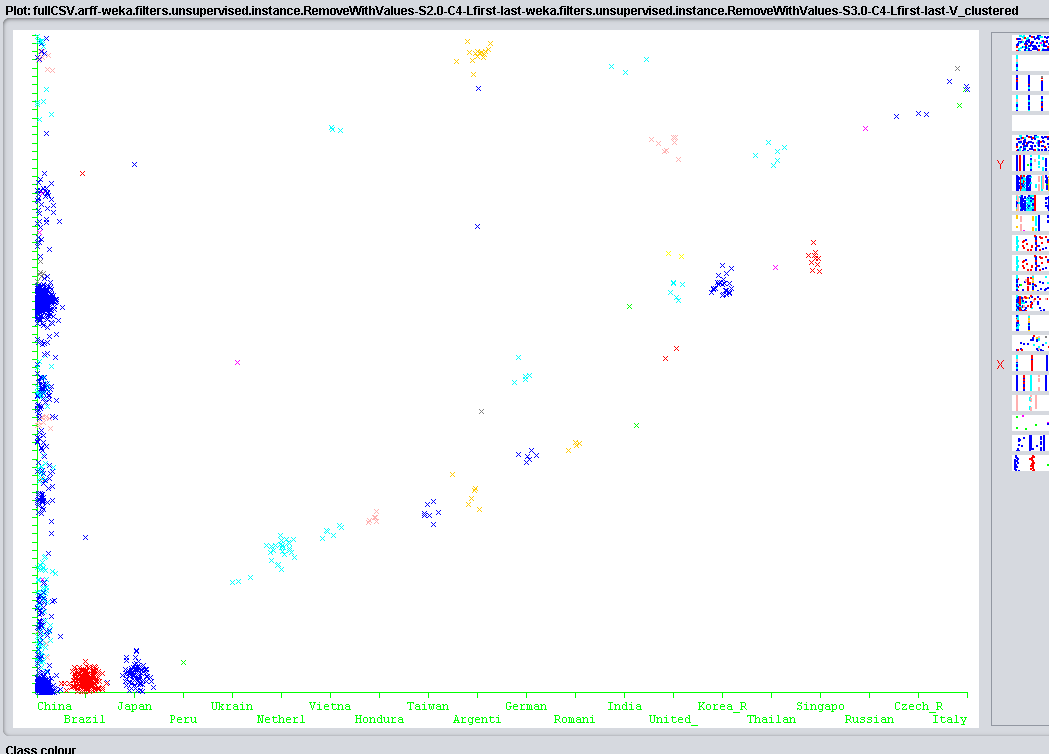 Plot: fullCSV.arff-weka.filters.unsupervised.instance.RemoveWithValues-S2.0-C4-Lfirst-last-weka.filters.unsupervised.instance.RemoveWithValues-S3.0-C4-Lfirst-last-V_clustered
Y
X
China Japan Ukrain Vietna Taiwan German India Korea_R Singapo Czech_R
Brazil Peru Netherl Hondura Argenti Romani United_ Thailan Russian Italy
Class colour